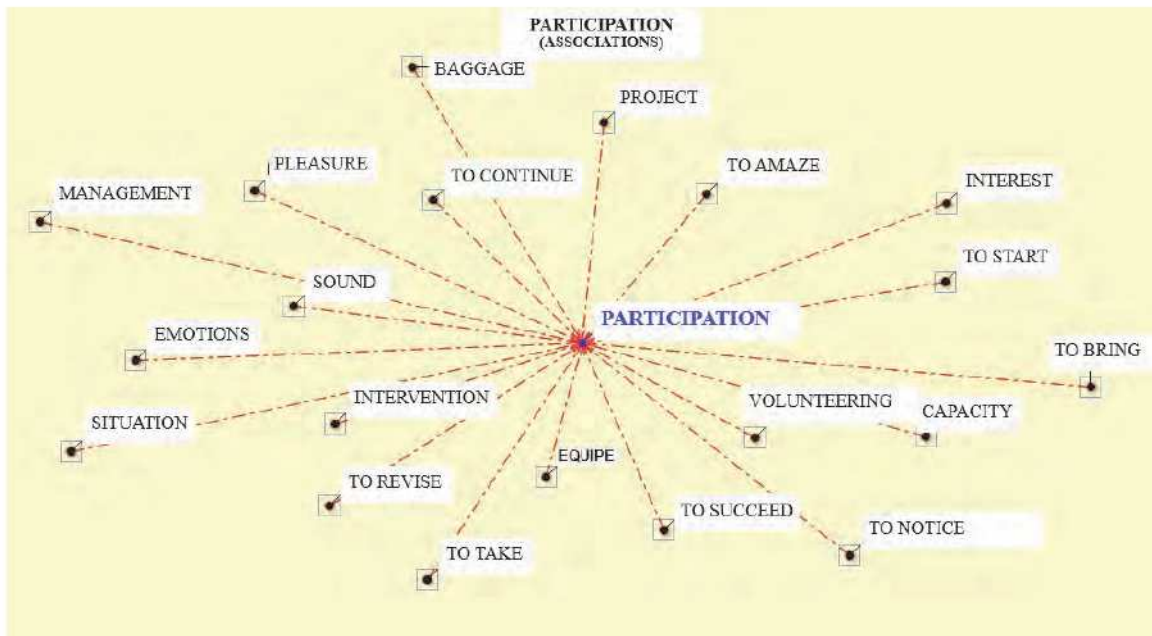 PARTICIPATION
(ASSOCIATIONS)
BAGGAGE
PROJECT
PLEASURE
TO CONTINUE
TO AMAZE
MANAGEMENT
INTEREST
TO START
SOUND
PARTICIPATION
EMOTIONS
TO BRING
INTERVENTION
VOLUNTEERING
CAPACITY
SITUATION
EQUIPE
TO REVISE
TO SUCCEED
TO NOTICE
TO TAKE